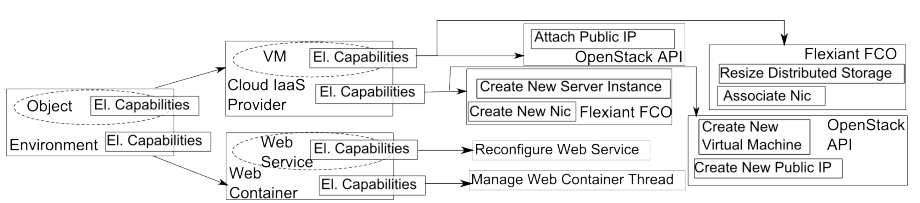 Object
El. Capabilities
Environment
El. Capabilities
VM
El. Capabilities
Cloud IaaS
Provider
El. Capabilities
Web
Service
El. Capabilities
Web
Container
El. Capabilities
Attach Public IP
OpenStack API
Create New Server Instance
Create New Nic
Flexiant FCO
Reconfigure Web Service
Manage Web Container Thread
Flexiant FCO
Resize Distributed Storage
Associate Nic
Create New
Virtual Machine
OpenStack
API
Create New Public IP